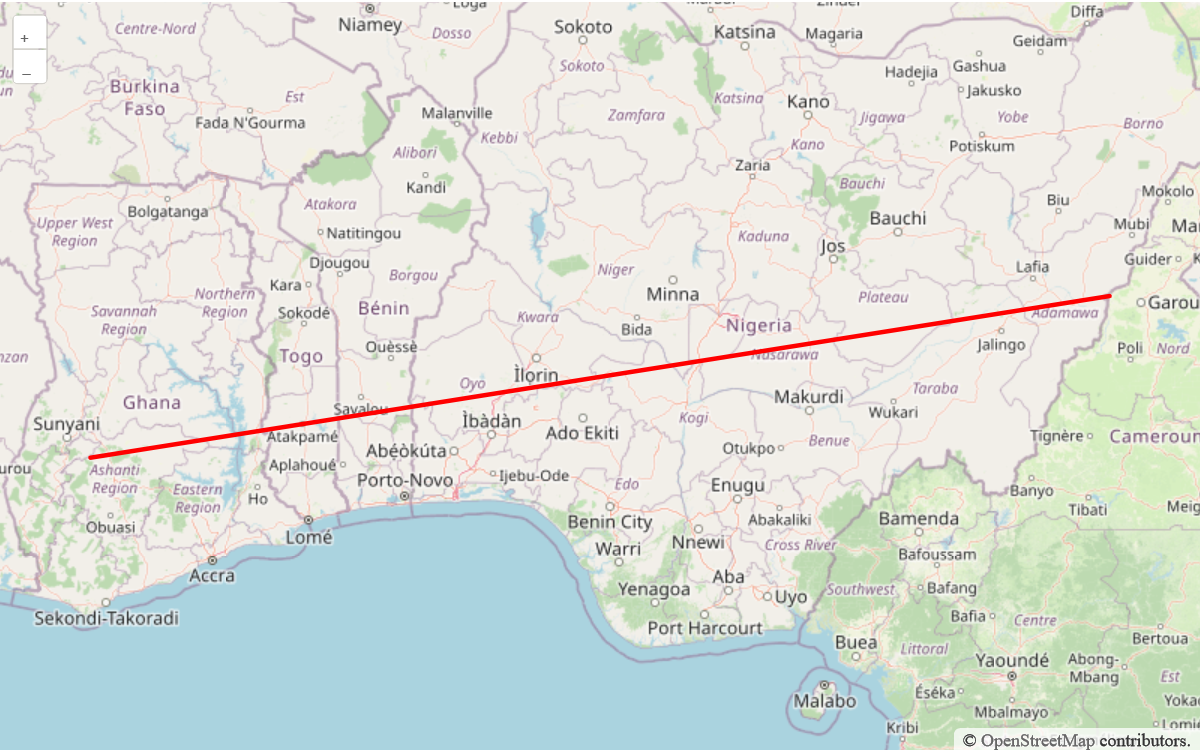 Loga
Zinder
Diffa
Niamey
Centre-Nord
Dosso
Sokoto
Katsina
Magaria
Geidam
+
−
Sokoto
Hadejia
Gashua
Burkina
Faso
Est
Katsina
Jakusko
Fada N'Gourma
Malanville
Zamfara
Kano
Jigawa
Yobe
Borno
Kebbi
Kano
Potiskum
Alibori
Zaria
Kandi
Bauchi
Mokolo
Bolgatanga
Atakora
Biu
Upper West
Region
Natitingou
Bauchi
Mubi
Kaduna
Jos
Guider
Djougou
Borgou
Niger
Lafia
Kara
Northern
Region
Minna
Plateau
Garou
Savannah
Region
Sokodé
Bénin
Kwara
Bida
Nigeria
Adamawa
Togo
Ouèssè
Jalingo
Poli
Nord
Nasarawa
Ìlọrin
Oyo
Taraba
Ghana
Savalou
Makurdi
Wukari
Sunyani
Ìbàdàn
Kogi
Atakpamé
Ado Ekiti
Benue
Tignère
Cameroun
Abẹ́òkúta
Otukpo
Ashanti
Region
Aplahoué
Porto-Novo
Ijebu-Ode
Edo
Enugu
Banyo
Eastern
Region
Ho
Tibati
Obuasi
Lomé
Benin City
Abakaliki
Bamenda
Warri
Nnewi
Cross River
Bafoussam
Accra
Yenagoa
Aba
Uyo
Southwest
Bafang
Sekondi-Takoradi
Port Harcourt
Bafia
Centre
Buea
Littoral
Bertoua
Yaoundé
Abong-
Mbang
Est
Malabo
Éséka
Mbalmayo
Kribi
© OpenStreetMap contributors.